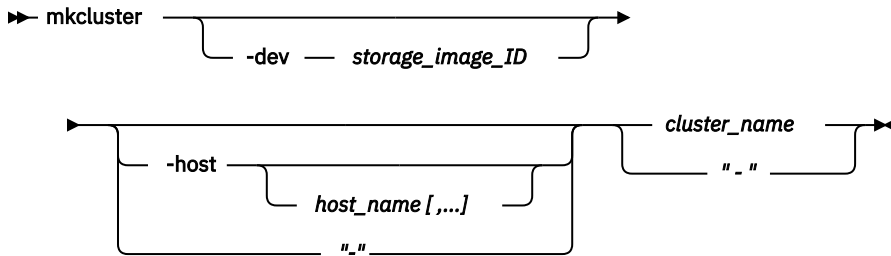 mkcluster
-dev storage_image_ID
cluster_name
-host
" - "
host_name [ ,...]
"-"